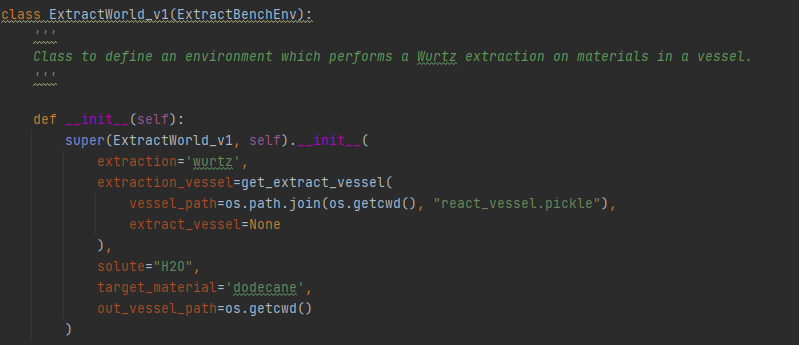 class ExtractWorld_v1(ExtractBenchEnv):
    '''
    Class to define an environment which performs a Wurtz extraction on materials in a vessel.
    '''

    def __init__(self):
        super(ExtractWorld_v1, self).__init__(
            extraction='wurtz',
            extraction_vessel=get_extract_vessel(
                vessel_path=os.path.join(os.getcwd(), "react_vessel.pickle"),
                extract_vessel=None
            ),
            solute="H2O",
            target_material='dodecane',
            out_vessel_path=os.getcwd()
        )